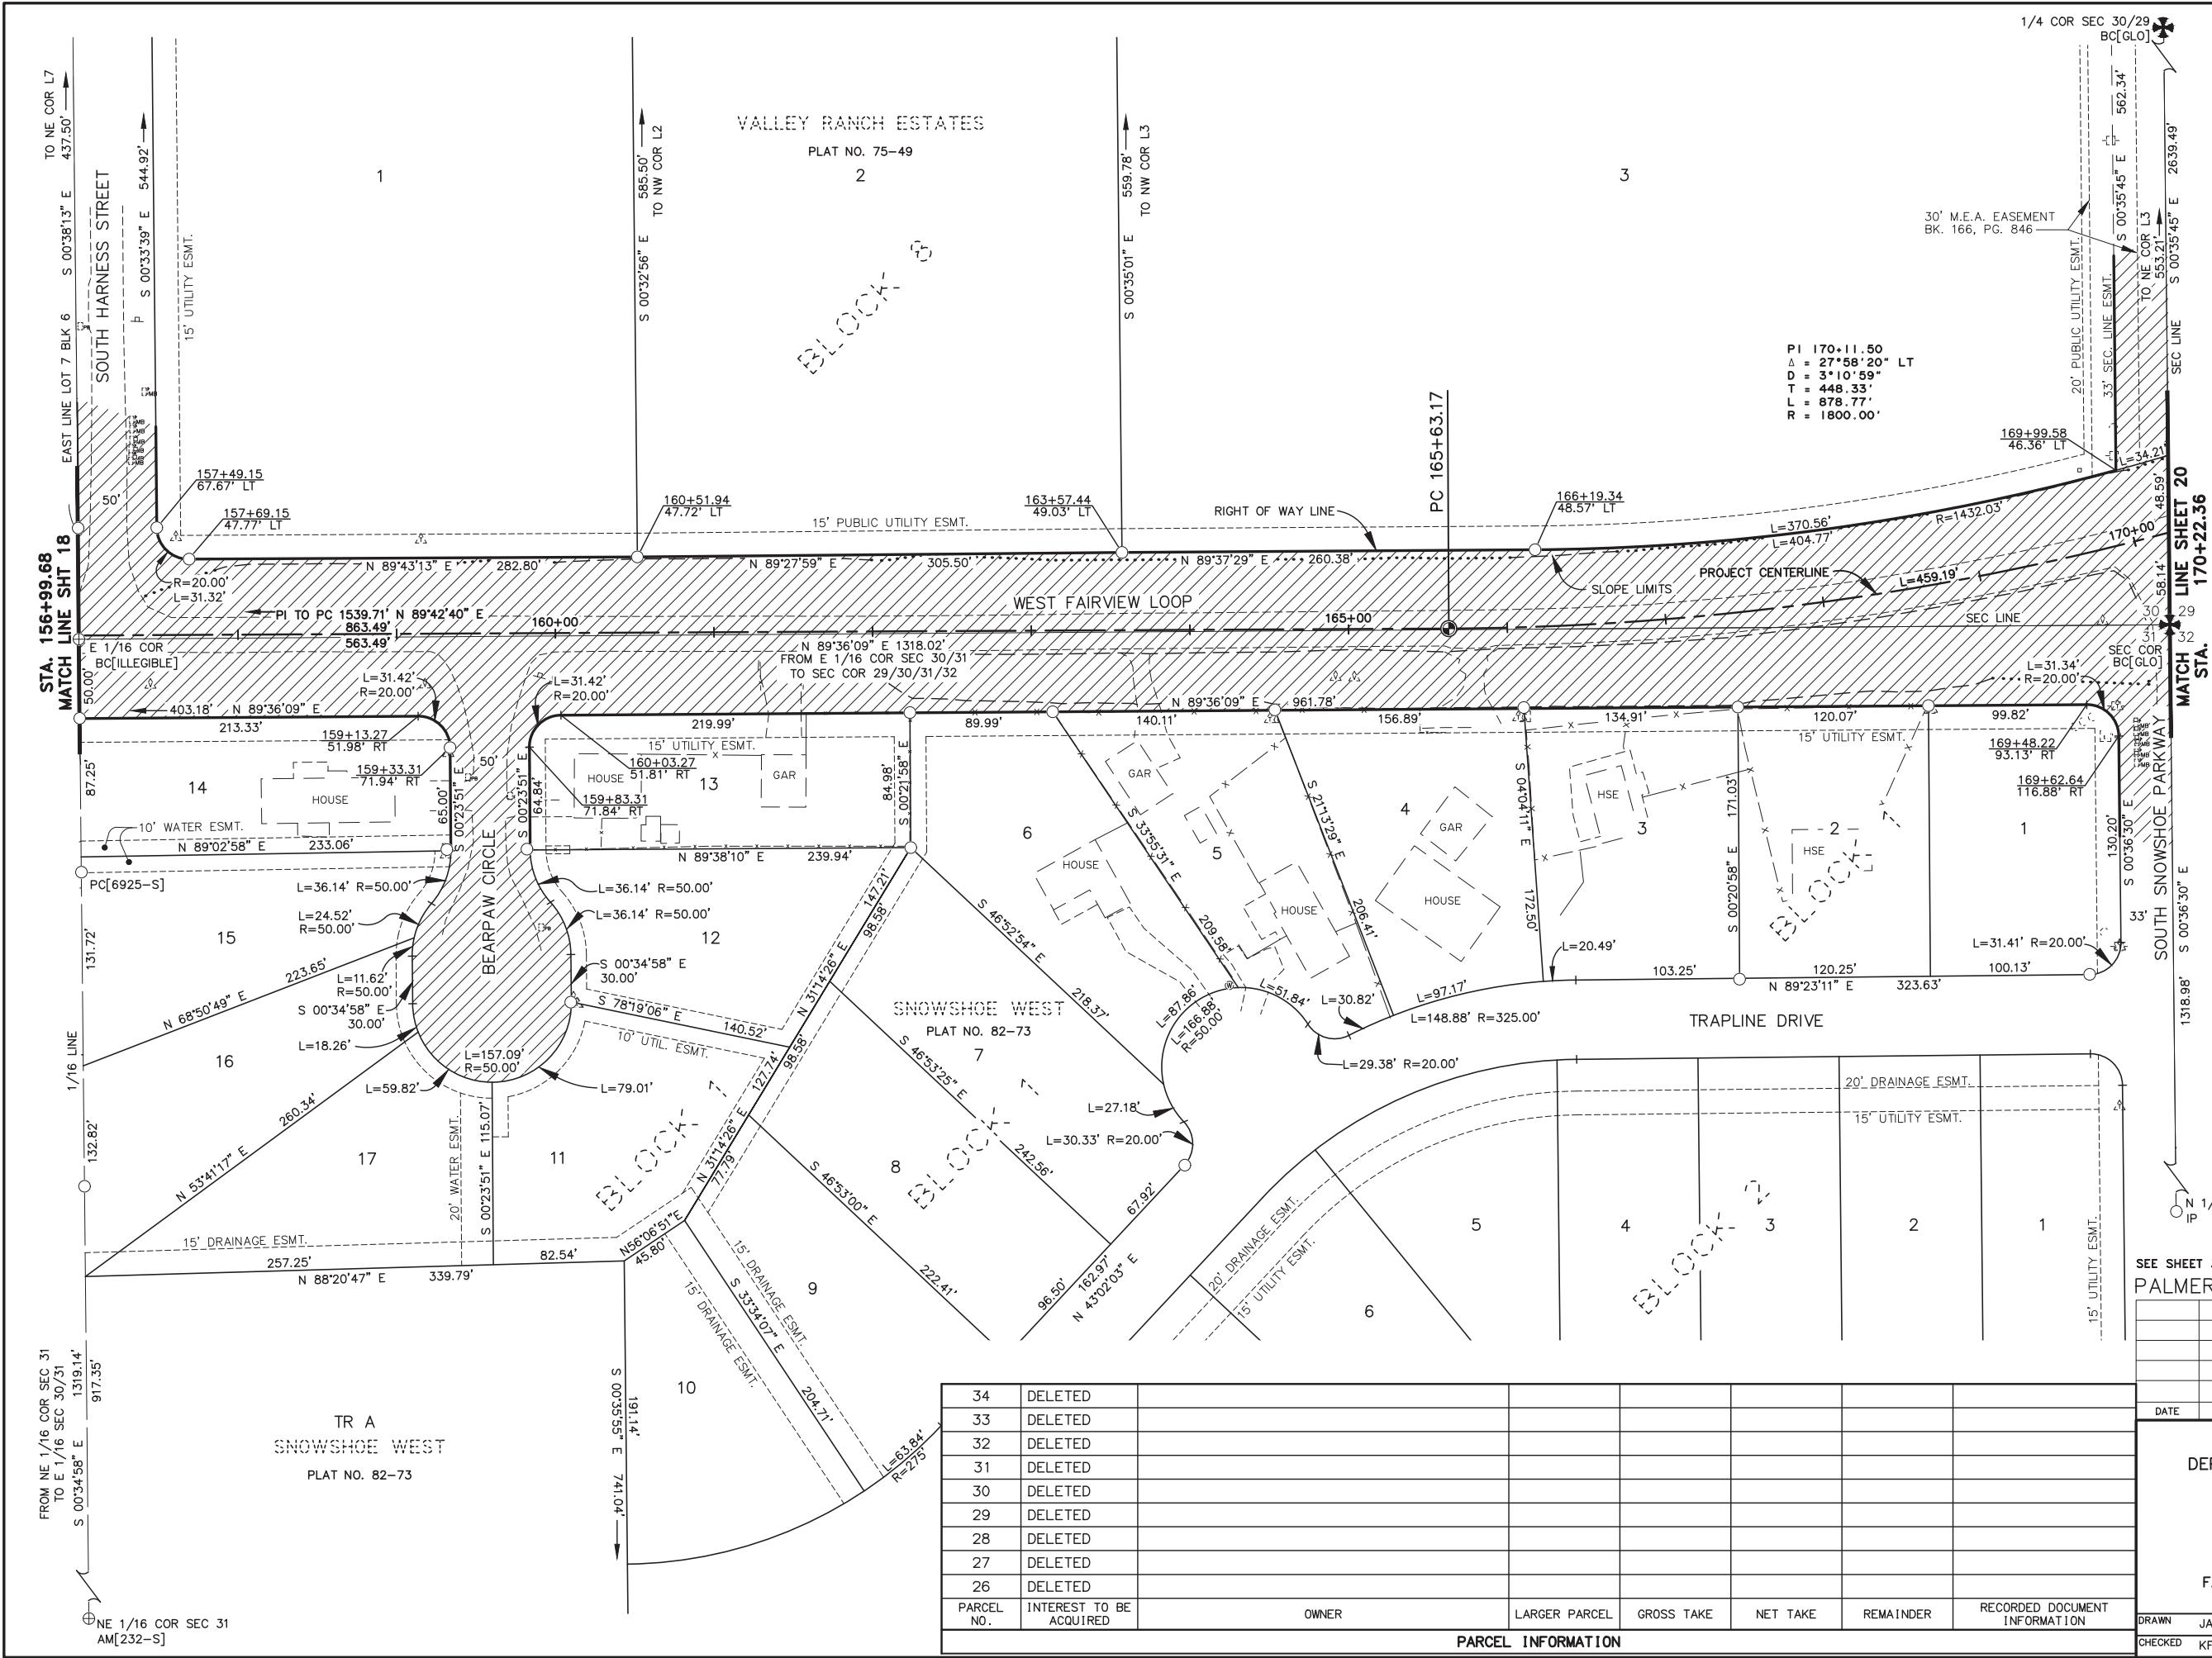 1/4 COR SEC 30/29
BC[GLO]
TO NE COR L7
437.50'
S 00°38'13" E
EAST LINE LOT 7 BLK 6
SOUTH HARNESS STREET
544.92'
S 00°33'39" E
15' UTILITY ESMT.
1
585.50'
TO NW COR L2
S 00°32'56" E
VALLEY RANCH ESTATES
PLAT NO. 75-49
2
BLOCK 8
559.78'
TO NW COR L3
S 00°35'01" E
3
30' M.E.A. EASEMENT
BK. 166, PG. 846
20' PUBLIC UTILITY ESMT.
33' SEC. LINE ESMT.
562.34'
S 00°35'45" E
TO NE COR L3
553.21'
2639.49'
S 00°35'45" E
SEC LINE
PI 170+11.50
Δ = 27°58'20" LT
D = 3°10'59"
T = 448.33'
L = 878.77'
R = 1800.00'
PC 165+63.17
169+99.58
46.36' LT
L=34.21'
48.59'
50'
157+49.15
67.67' LT
157+69.15
47.77' LT
160+51.94
47.72' LT
163+57.44
49.03' LT
166+19.34
48.57' LT
15' PUBLIC UTILITY ESMT.
RIGHT OF WAY LINE
L=370.56'
L=404.77'
R=1432.03'
170+00
STA. 156+99.68
MATCH LINE SHT 18
MATCH LINE SHEET 20
STA. 170+22.36
R=20.00'
L=31.32'
N 89°43'13" E 282.80'
N 89°27'59" E 305.50'
N 89°37'29" E 260.38'
SLOPE LIMITS
PROJECT CENTERLINE
L=459.19'
58.14'
WEST FAIRVIEW LOOP
PI TO PC 1539.71' N 89°42'40" E
863.49'
563.49'
160+00
165+00
SEC LINE
30 29
31 32
SEC COR
BC[GLO]
E 1/16 COR
BC[ILLEGIBLE]
N 89°36'09" E 1318.02'
FROM E 1/16 COR SEC 30/31
TO SEC COR 29/30/31/32
50.00'
L=31.42'
R=20.00'
L=31.42'
R=20.00'
L=31.34'
R=20.00'
403.18' N 89°36'09" E
213.33'
219.99'
89.99'
140.11'
N 89°36'09" E 961.78'
156.89'
134.91'
120.07'
99.82'
159+13.27
51.98' RT
159+33.31
71.94' RT
160+03.27
51.81' RT
159+83.31
71.84' RT
169+48.22
93.13' RT
169+62.64
116.88' RT
15' UTILITY ESMT.
15' UTILITY ESMT.
87.25'
14
HOUSE
10' WATER ESMT.
N 89°02'58" E 233.06'
65.00'
S 00°23'51" E
50'
S 00°23'51" E
64.84'
HOUSE
13
GAR
84.98'
S 00°21'58" E
N 89°38'10" E 239.94'
PC[6925-S]
BEARPAW CIRCLE
L=36.14' R=50.00'
L=24.52'
R=50.00'
L=36.14' R=50.00'
L=36.14' R=50.00'
15
131.72'
N 68°50'49" E 223.65'
L=11.62'
R=50.00'
S 00°34'58" E
30.00'
12
S 00°34'58" E
30.00'
S 78°19'06" E 140.52'
10' UTIL. ESMT.
L=18.26'
L=157.09'
R=50.00'
L=59.82'
L=79.01'
16
1/16 LINE
132.82'
N 53°41'17" E 260.34'
17
20' WATER ESMT.
S 00°23'51" E 115.07'
11
BLOCK 1
147.21'
98.58'
N 31°14'26" E
127.74'
98.58'
N 31°14'26" E
77.79'
15' DRAINAGE ESMT.
257.25'
82.54'
N 88°20'47" E 339.79'
N56°06'51"E
45.80'
6
GAR
HOUSE
S 33°55'31" E
209.58'
5
HOUSE
S 21°13'29" E
206.41'
4
GAR
HOUSE
S 04°04'11" E
172.50'
HSE
3
171.03'
S 00°20'58" E
2
HSE
BLOCK 1
1
130.20'
S 00°36'30" E
33'
SOUTH SNOWSHOE PARKWAY
1318.98' S 00°36'30" E
L=31.41' R=20.00'
L=20.49'
103.25'
120.25'
100.13'
N 89°23'11" E 323.63'
S 46°52'54" E
218.37'
SNOWSHOE WEST
PLAT NO. 82-73
7
L=87.86'
L=166.88'
R=50.00'
L=51.84'
L=30.82'
L=97.17'
L=148.88' R=325.00'
L=29.38' R=20.00'
TRAPLINE DRIVE
S 46°53'25" E
242.56'
L=27.18'
L=30.33' R=20.00'
8
BLOCK 1
67.92'
S 46°53'00" E
222.41'
96.50'
162.97'
N 43°02'03" E
20' DRAINAGE ESMT.
15' UTILITY ESMT.
20' DRAINAGE ESMT.
15' UTILITY ESMT.
15' UTILITY ESMT.
6
5
4
3
2
1
BLOCK 2
N 1/
IP
15' DRAINAGE ESMT.
15' DRAINAGE ESMT.
9
S 33°34'07" E
204.71'
10
191.14'
S 00°35'55" E 741.04'
L=63.84'
R=275'
FROM NE 1/16 COR SEC 31
TO E 1/16 SEC 30/31
S 00°34'58" E 1319.14'
917.35'
TR A
SNOWSHOE WEST
PLAT NO. 82-73
NE 1/16 COR SEC 31
AM[232-S]
34 DELETED
33 DELETED
32 DELETED
31 DELETED
30 DELETED
29 DELETED
28 DELETED
27 DELETED
26 DELETED
PARCEL NO. INTEREST TO BE ACQUIRED OWNER LARGER PARCEL GROSS TAKE NET TAKE REMAINDER RECORDED DOCUMENT INFORMATION
PARCEL INFORMATION
SEE SHEET
PALMER
DATE
DEF
F
DRAWN JA
CHECKED KF